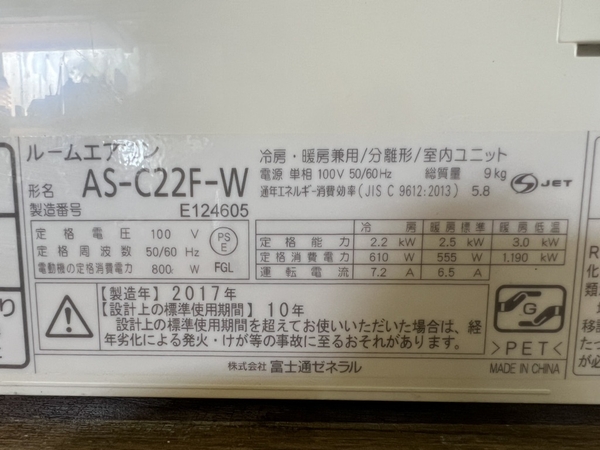 ルームエアコン
冷房・暖房兼用/分離形/室内ユニット
形名 AS-C22F-W
電源 単相100V 50/60Hz 総質量 9kg
通年エネルギー消費効率(JIS C 9612:2013) 5.8
JET
製造番号 E124605
定格電圧 100 V
定格周波数 50/60 Hz
電動機の定格消費電力 800 W
PS
E
FGL
冷房 暖房標準 暖房低温
定格能力 2.2 kW 2.5 kW 3.0 kW
定格消費電力 610 W 555 W 1,190 kW
運転電流 7.2 A 6.5 A
【製造年】2017年
【設計上の標準使用期間】10年
設計上の標準使用期間を超えてお使いいただいた場合は、経
年劣化による発火・けが等の事故に至るおそれがあります。
G
>PET<
株式会社 富士通ゼネラル
MADE IN CHINA